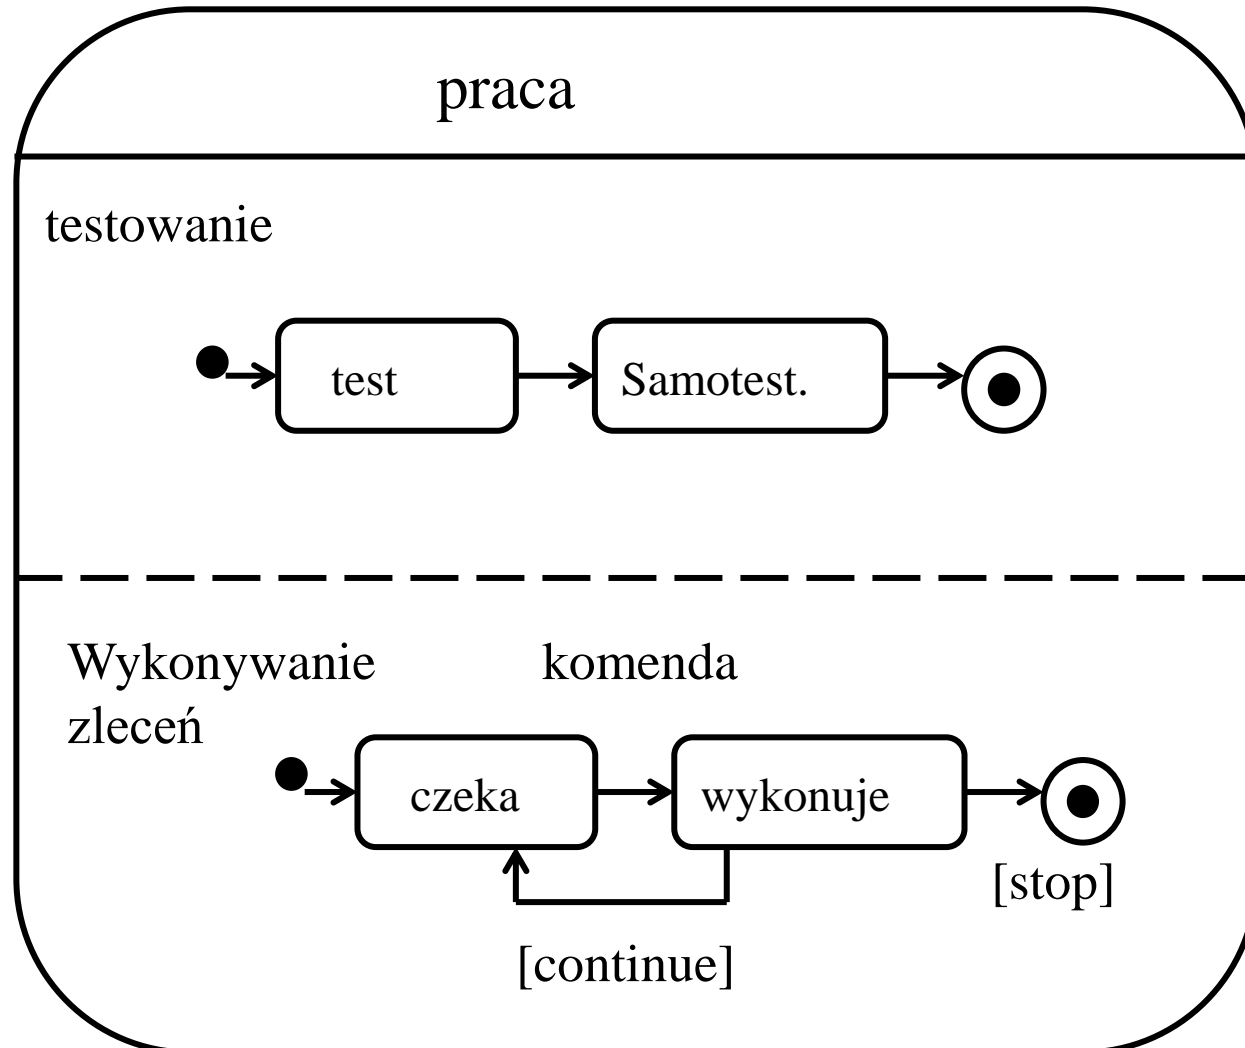 praca
testowanie
test
Samotest.
Wykonywanie
zleceń
komenda
czeka
wykonuje
[stop]
[continue]